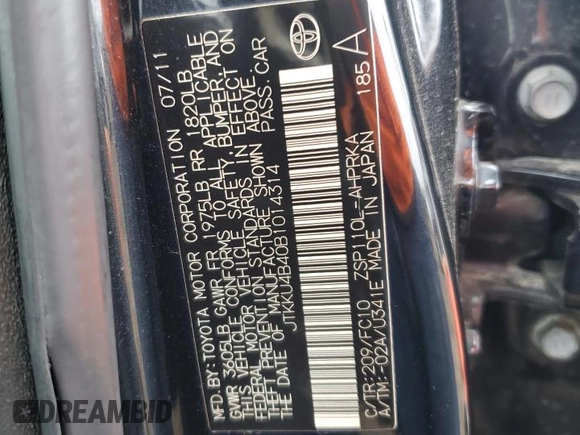 MFD. BY: TOYOTA MOTOR CORPORATION 07/11
GVWR 3605LB GAWR FR 1975LB RR 1820LB
THIS VEHICLE CONFORMS TO ALL APPLICABLE
FEDERAL MOTOR VEHICLE SAFETY, BUMPER, AND
THEFT PREVENTION STANDARDS IN EFFECT ON
THE DATE OF MANUFACTURE SHOWN ABOVE.
JTKKU4B40B1014314 PASS. CAR
C/TR: 209/FC10 ZSP110L-AHPRKA 185A
A/TM: -02A/U341E MADE IN JAPAN
DREAMBID